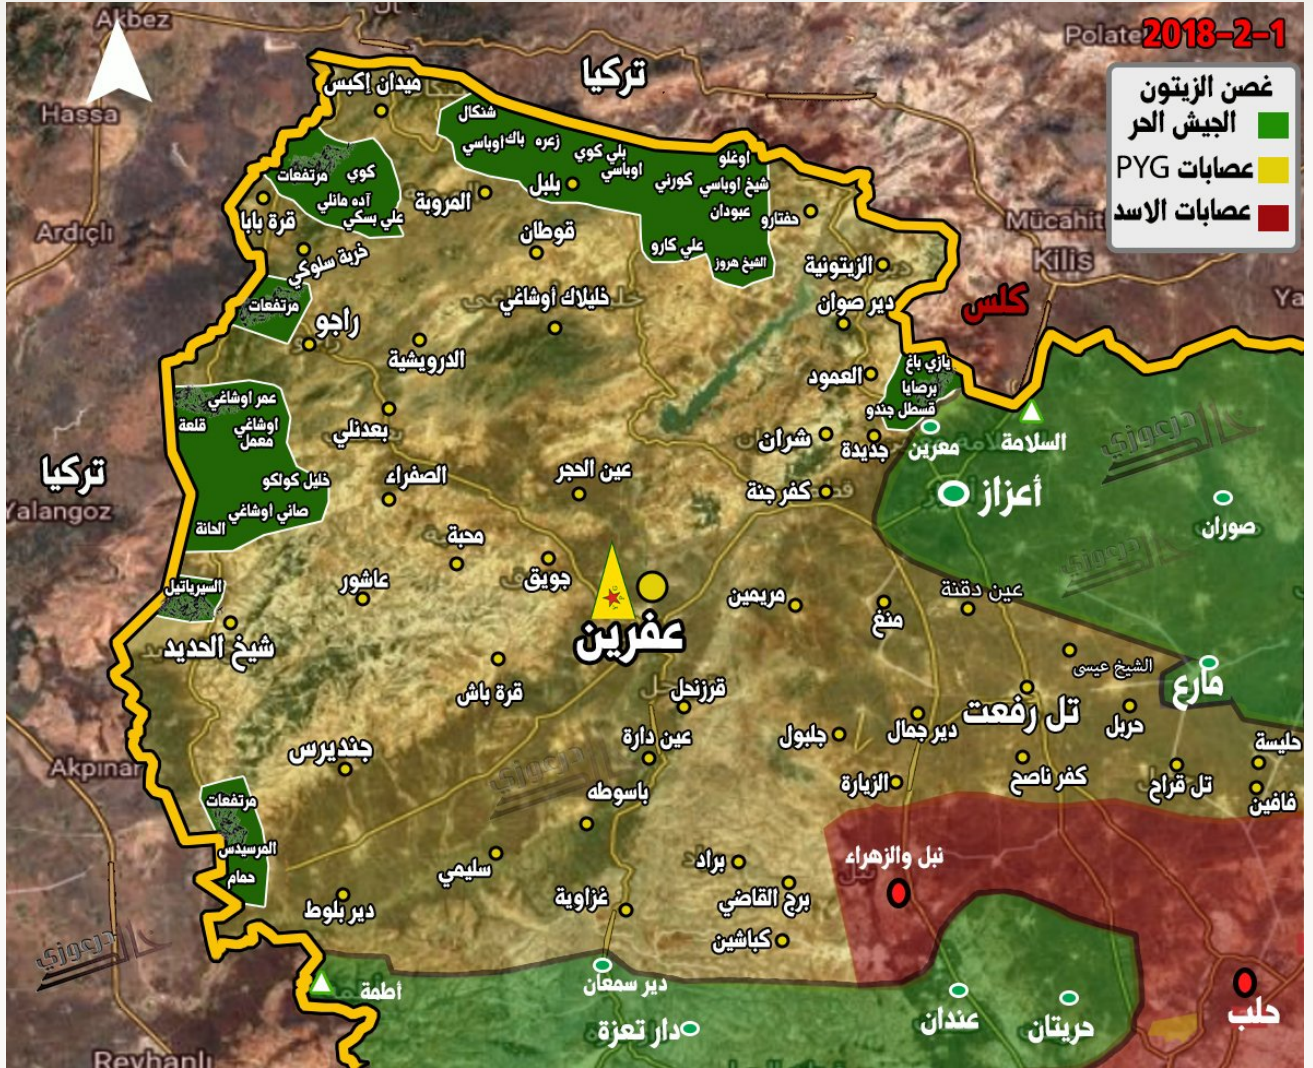 Akbez
Polate
2018-2-1
تركيا
غصن الزيتون
الجيش الحر
عصابات PYG
عصابات الاسد
Hassa
ميدان إكبس
شنكال
زعره
باك اوباسي
بلي كوي
اوباسي
كورني
اوغلو
شيخ اوباسي
عبودان
حفتارو
بلبل
علي كارو
الشيخ هروز
مرتفعات
كوي
آده مانلي
علي بسكي
المروبة
قرة بابا
Ardıçlı
Mücahit
Kilis
كلس
قوطان
خربة سلوكي
الزيتونية
مرتفعات
راجو
خليلاك أوشاغي
دير صوان
الدرويشية
العمود
يازي باغ
برصايا
قسطل جندو
عمر اوشاغي
قلعة
اوشاغي
معمل
بعدنلي
شران
جديدة
معرين
السلامة
تركيا
Yalangoz
خليل كولكو
صاني اوشاغي
الحانة
الصفراء
عين الحجر
كفر جنة
أعزاز
صوران
محبة
السيرياتيل
عاشور
جويق
مريمين
منغ
عين دقنة
شيخ الحديد
عفرين
الشيخ عيسى
مارع
قرة باش
قرزنحل
تل رفعت
حربل
جنديرس
عين دارة
جلبول
دير جمال
حليسة
Akpınar
باسوطه
الزيارة
كفر ناصح
تل قراح
فافين
مرتفعات
المرسيدس
حمام
نبل والزهراء
سليمي
براد
برج القاضي
دير بلوط
غزاوية
كباشين
أطمة
دير سمعان
دار تعزة
عندان
حريتان
حلب
Reyhanlı
خالد درعوزي